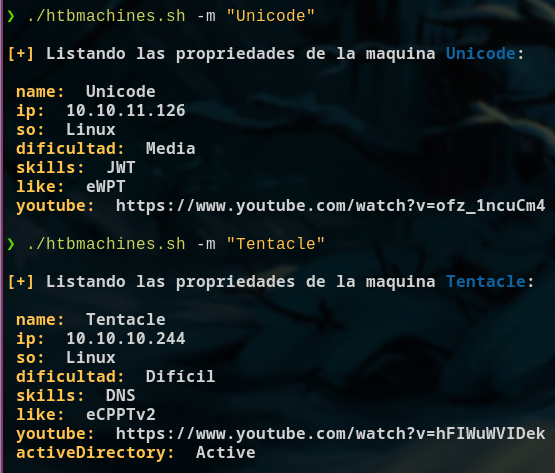 ❯ ./htbmachines.sh -m "Unicode"
[+] Listando las propriedades de la maquina Unicode:
name: Unicode
ip: 10.10.11.126
so: Linux
dificultad: Media
skills: JWT
like: eWPT
youtube: https://www.youtube.com/watch?v=ofz_1ncuCm4
❯ ./htbmachines.sh -m "Tentacle"
[+] Listando las propriedades de la maquina Tentacle:
name: Tentacle
ip: 10.10.10.244
so: Linux
dificultad: Difícil
skills: DNS
like: eCPPTv2
youtube: https://www.youtube.com/watch?v=hFIWuWVIDek
activeDirectory: Active